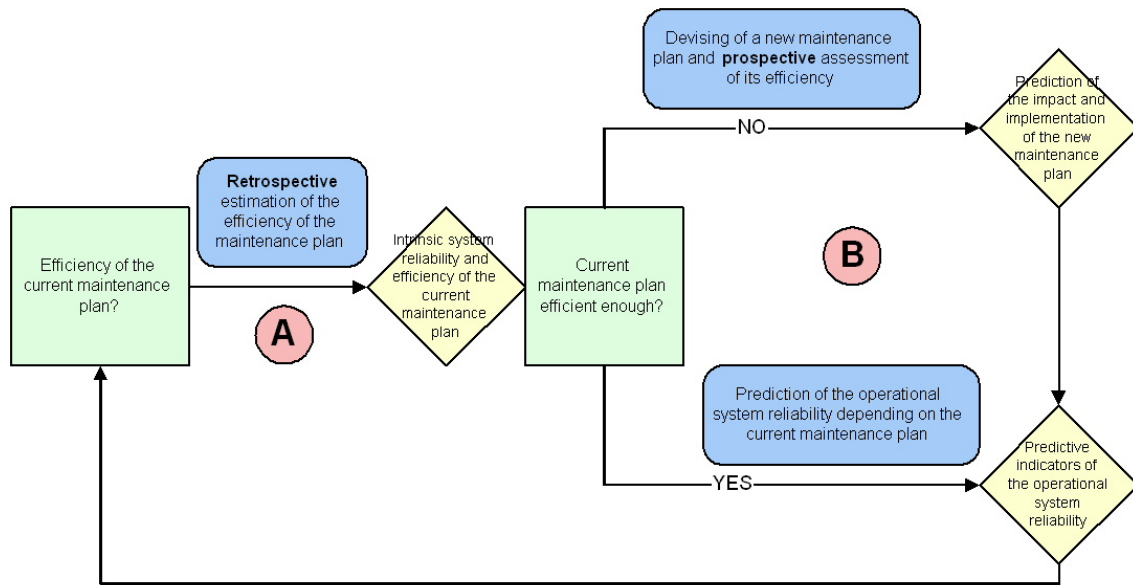 Efficiency of the
current maintenance
plan?
Retrospective
estimation of the
efficiency of the
maintenance plan
A
Intrinsic system
reliability and
efficiency of the
current
maintenance
plan
Current
maintenance plan
efficient enough?
Devising of a new maintenance
plan and prospective assessment
of its efficiency
NO
Prediction of
the impact and
implementation
of the new
maintenance
plan
B
Prediction of the operational
system reliability depending on the
current maintenance plan
YES
Predictive
indicators of
the operational
system
reliability